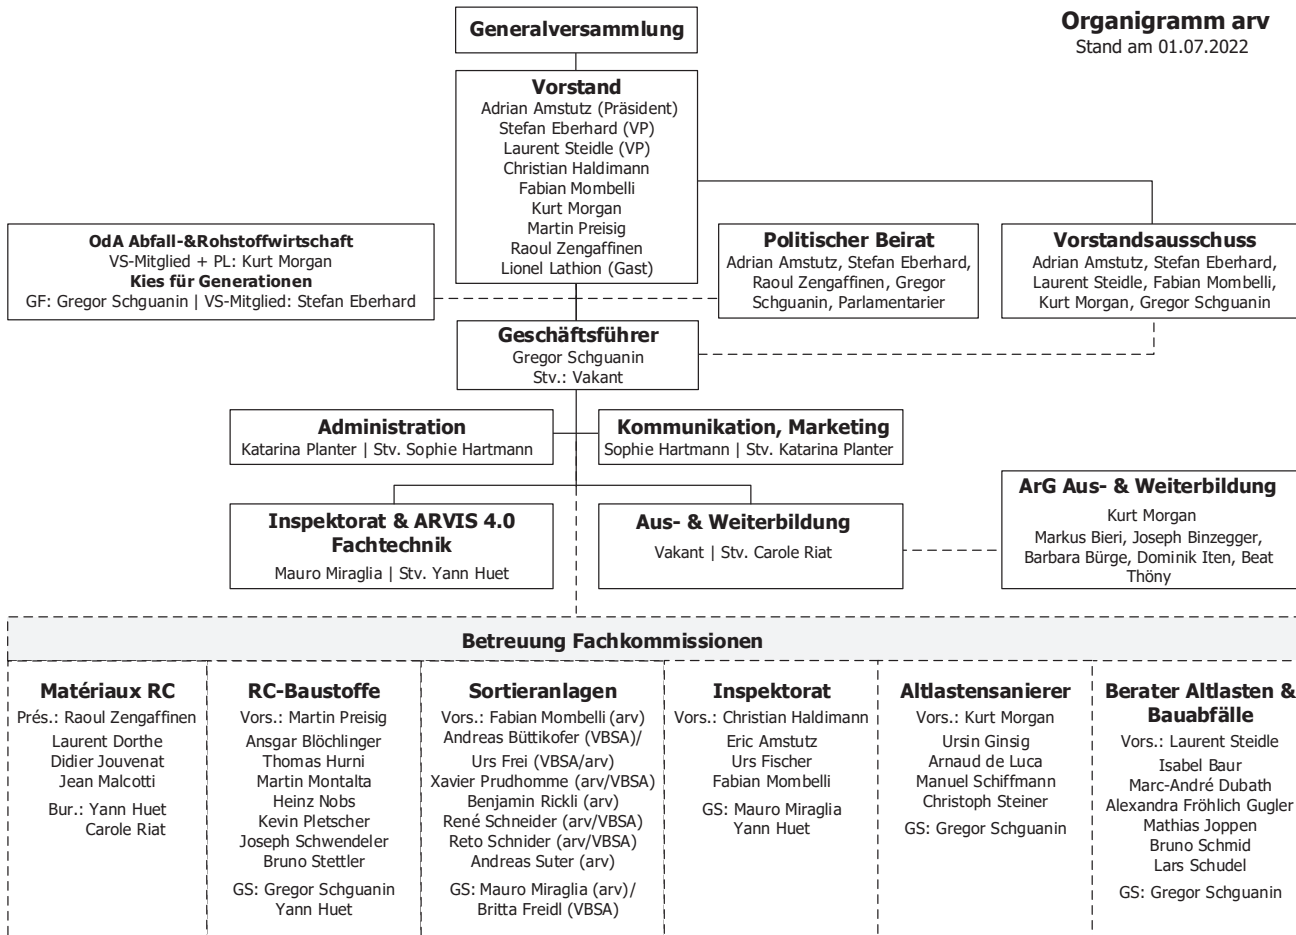 Organigramm arv
Stand am 01.07.2022
Generalversammlung
Vorstand
Adrian Amstutz (Präsident)
Stefan Eberhard (VP)
Laurent Steidle (VP)
Christian Haldimann
Fabian Mombelli
Kurt Morgan
Martin Preisig
Raoul Zengaffinen
Lionel Lathion (Gast)
OdA Abfall-&Rohstoffwirtschaft
VS-Mitglied + PL: Kurt Morgan
Kies für Generationen
GF: Gregor Schguanin | VS-Mitglied: Stefan Eberhard
Politischer Beirat
Adrian Amstutz, Stefan Eberhard,
Raoul Zengaffinen, Gregor
Schguanin, Parlamentarier
Vorstandsausschuss
Adrian Amstutz, Stefan Eberhard,
Laurent Steidle, Fabian Mombelli,
Kurt Morgan, Gregor Schguanin
Geschäftsführer
Gregor Schguanin
Stv.: Vakant
Administration
Katarina Planter | Stv. Sophie Hartmann
Kommunikation, Marketing
Sophie Hartmann | Stv. Katarina Planter
Inspektorat & ARVIS 4.0
Fachtechnik
Mauro Miraglia | Stv. Yann Huet
Aus- & Weiterbildung
Vakant | Stv. Carole Riat
ArG Aus- & Weiterbildung
Kurt Morgan
Markus Bieri, Joseph Binzegger,
Barbara Bürge, Dominik Iten, Beat
Thöny
Betreuung Fachkommissionen
Matériaux RC
Prés.: Raoul Zengaffinen
Laurent Dorthe
Didier Jouvenat
Jean Malcotti
Bur.: Yann Huet
Carole Riat
RC-Baustoffe
Vors.: Martin Preisig
Ansgar Blöchlinger
Thomas Hurni
Martin Montalta
Heinz Nobs
Kevin Pletscher
Joseph Schwendeler
Bruno Stettler
GS: Gregor Schguanin
Yann Huet
Sortieranlagen
Vors.: Fabian Mombelli (arv)
Andreas Büttikofer (VBSA)/
Urs Frei (VBSA/arv)
Xavier Prudhomme (arv/VBSA)
Benjamin Rickli (arv)
René Schneider (arv/VBSA)
Reto Schnider (arv/VBSA)
Andreas Suter (arv)
GS: Mauro Miraglia (arv)/
Britta Freidl (VBSA)
Inspektorat
Vors.: Christian Haldimann
Eric Amstutz
Urs Fischer
Fabian Mombelli
GS: Mauro Miraglia
Yann Huet
Altlastensanierer
Vors.: Kurt Morgan
Ursin Ginsig
Arnaud de Luca
Manuel Schiffmann
Christoph Steiner
GS: Gregor Schguanin
Berater Altlasten &
Bauabfälle
Vors.: Laurent Steidle
Isabel Baur
Marc-André Dubath
Alexandra Fröhlich Gugler
Mathias Joppen
Bruno Schmid
Lars Schudel
GS: Gregor Schguanin